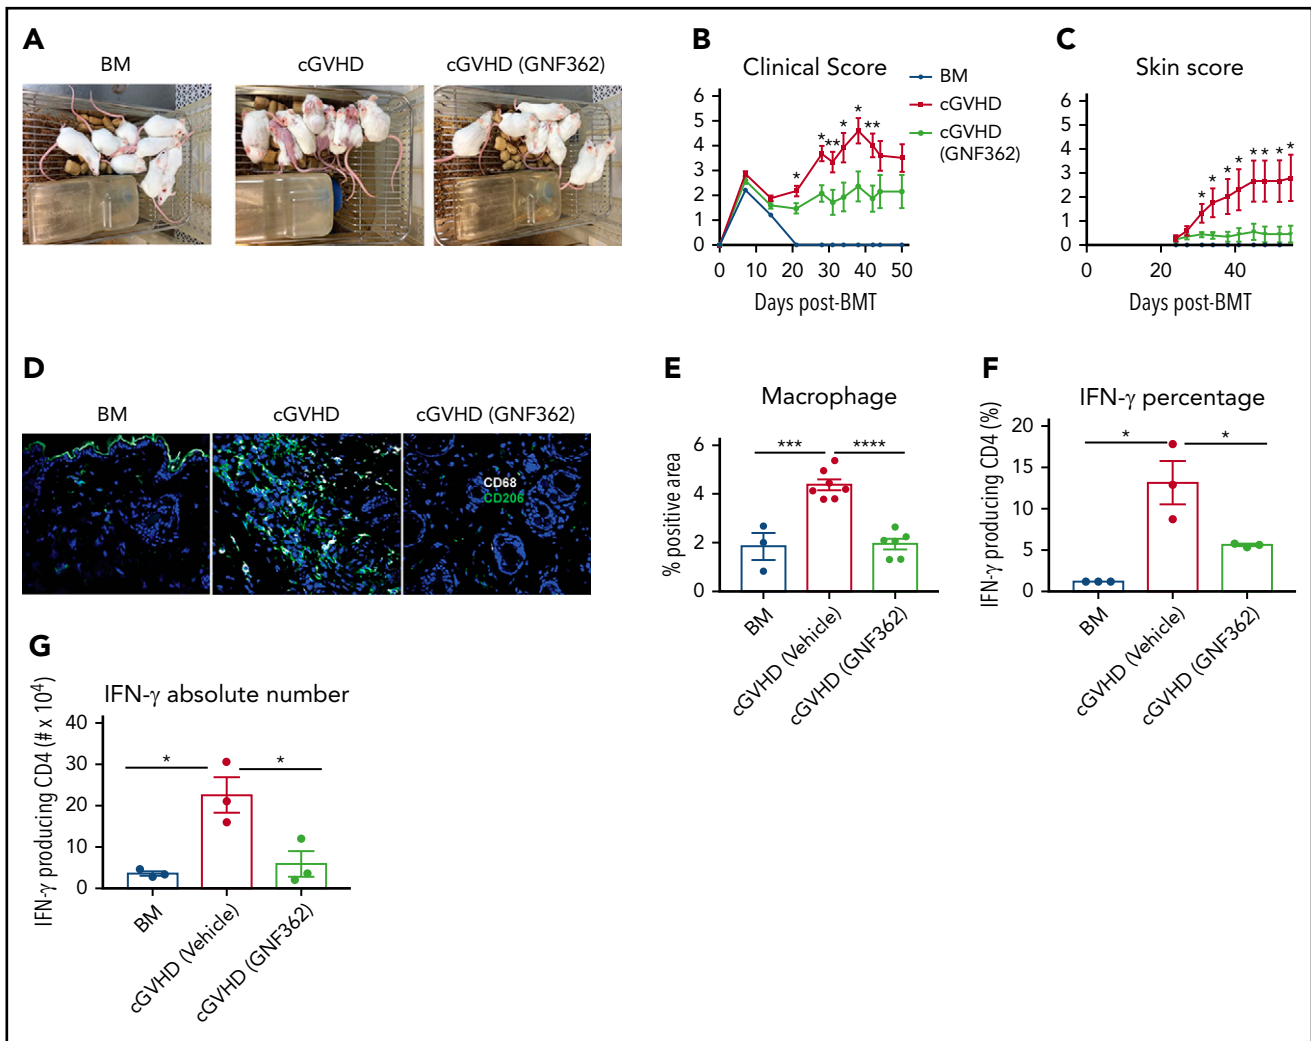 A
BM
cGVHD
cGVHD (GNF362)
B
Clinical Score
6
5
4
3
2
1
0
0 10 20 30 40 50
Days post-BMT
* ** * * ** *
BM
cGVHD
cGVHD
(GNF362)
C
Skin score
6
5
4
3
2
1
0
0 20 40
Days post-BMT
* * * * * * * * *
D
BM
cGVHD
cGVHD (GNF362)
CD68
CD206
E
Macrophage
% positive area
6
4
2
0
*** ****
BM
cGVHD (Vehicle)
cGVHD (GNF362)
F
IFN-γ percentage
IFN-γ producing CD4 (%)
20
15
10
5
0
* *
BM
cGVHD (Vehicle)
cGVHD (GNF362)
G
IFN-γ absolute number
IFN-γ producing CD4 (# x 10⁴)
40
30
20
10
0
* *
BM
cGVHD (Vehicle)
cGVHD (GNF362)